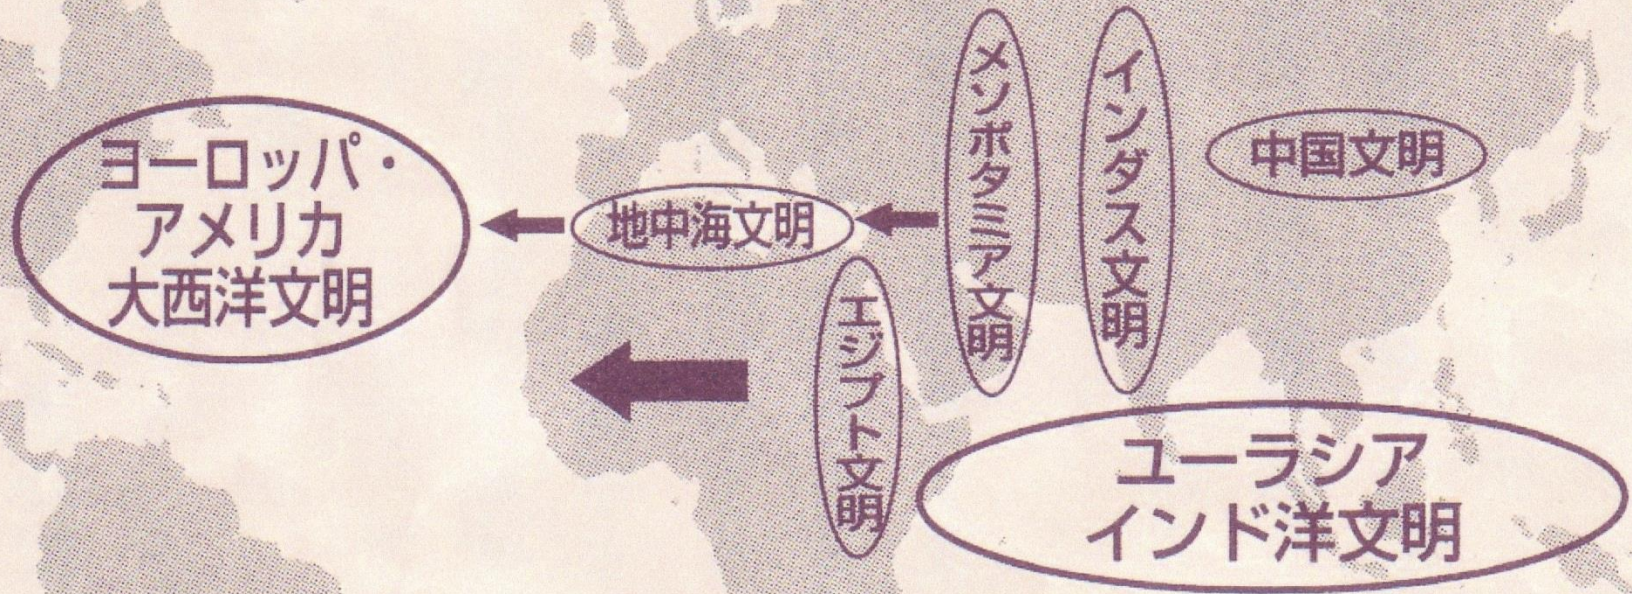 ヨーロッパ・
アメリカ
大西洋文明
地中海文明
エジプト文明
メソポタミア文明
インダス文明
中国文明
ユーラシア
インド洋文明